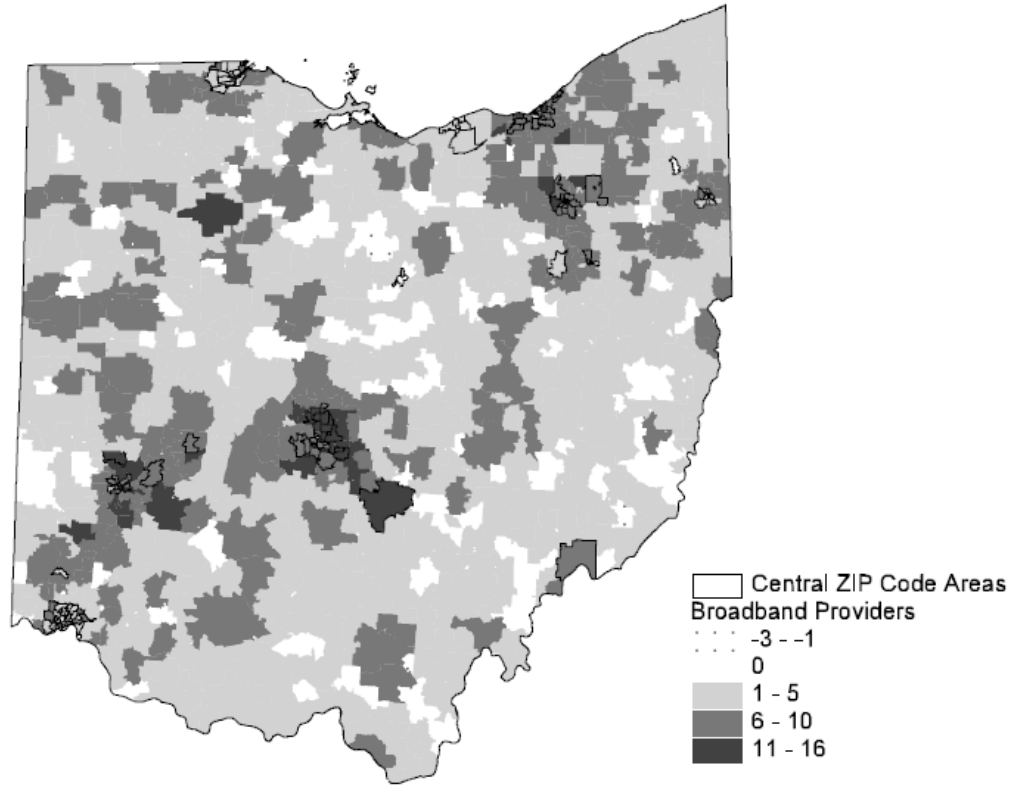 Central ZIP Code Areas
Broadband Providers
-3 - -1
0
1 - 5
6 - 10
11 - 16